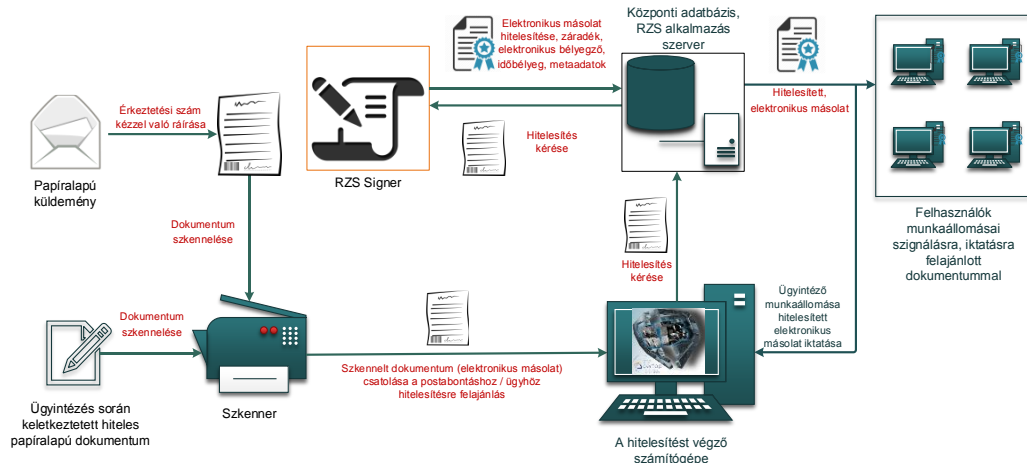 Elektronikus másolat
hitelesítése, záradék,
elektronikus bélyegző,
időbélyeg, metaadatok
Központi adatbázis,
RZS alkalmazás
szerver
Érkeztetési szám
kézzel való ráírása
Hitelesített,
elektronikus másolat
Hitelesítés
kérése
Papíralapú
küldemény
RZS Signer
Dokumentum
szkennelése
Felhasználók
munkaállomásai
szignálásra, iktatásra
felajánlott
dokumentummal
Hitelesítés
kérése
Dokumentum
szkennelése
Ügyintéző
munkaállomása
hitelesített
elektronikus
másolat iktatása
Szkennelt dokumentum (elektronikus másolat)
csatolása a postabontáshoz / ügyhöz
hitelesítésre felajánlás
Ügyintézés során
keletkeztetett hiteles
papíralapú dokumentum
Szkenner
A hitelesítést végző
számítógépe